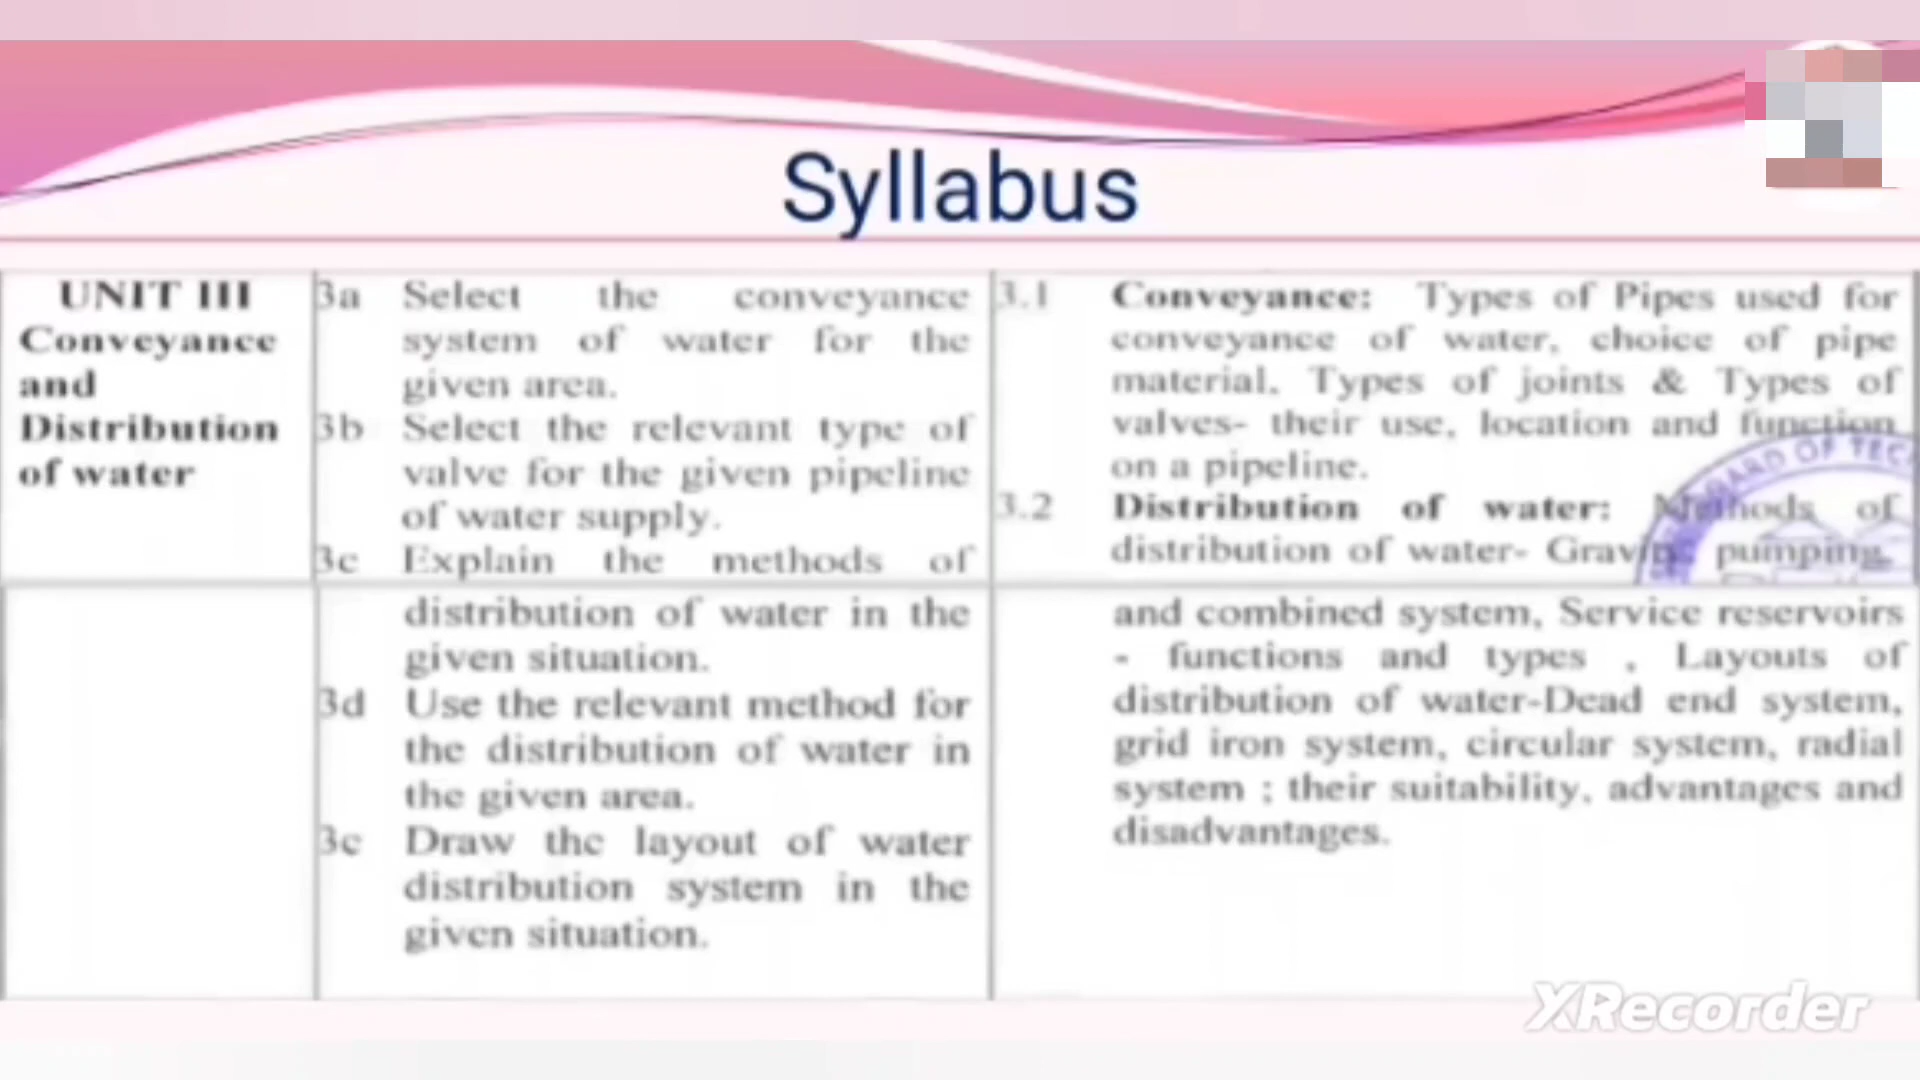 Syllabus
UNIT III
Conveyance
and
Distribution
of water
3a Select the conveyance
system of water for the
given area.
3b Select the relevant type of
valve for the given pipeline
of water supply.
3c Explain the methods of
distribution of water in the
given situation.
3d Use the relevant method for
the distribution of water in
the given area.
3e Draw the layout of water
distribution system in the
given situation.
3.1 Conveyance: Types of Pipes used for
conveyance of water, choice of pipe
material. Types of joints & Types of
valves- their use, location and function
on a pipeline.
3.2 Distribution of water: Methods of
distribution of water- Gravity, pumping,
and combined system, Service reservoirs
- functions and types , Layouts of
distribution of water-Dead end system,
grid iron system, circular system, radial
system ; their suitability, advantages and
disadvantages.
OF
XRecorder